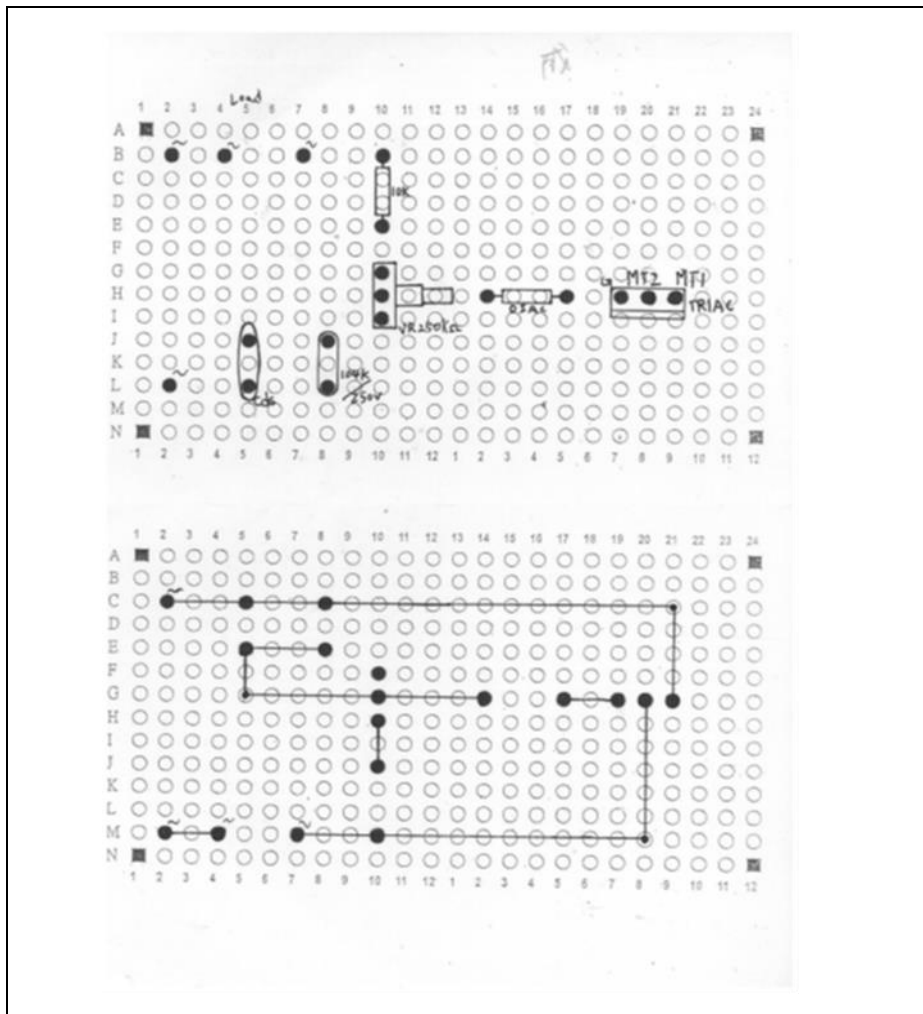 Load
1 2 3 4 5 6 7 8 9 10 11 12 13 14 15 16 17 18 19 20 21 22 23 24
A
B ~ ~ ~
C
D 10K
E
F
G G MT2 MT1
H DIAC TRIAC
I VR250KΩ
J
K 104K
L ~ 250V
M
N
1 2 3 4 5 6 7 8 9 10 11 12 1 2 3 4 5 6 7 8 9 10 11 12
1 2 3 4 5 6 7 8 9 10 11 12 13 14 15 16 17 18 19 20 21 22 23 24
A
B
C ~
D
E
F
G
H
I
J
K
L
M ~ ~ ~
N
1 2 3 4 5 6 7 8 9 10 11 12 1 2 3 4 5 6 7 8 9 10 11 12